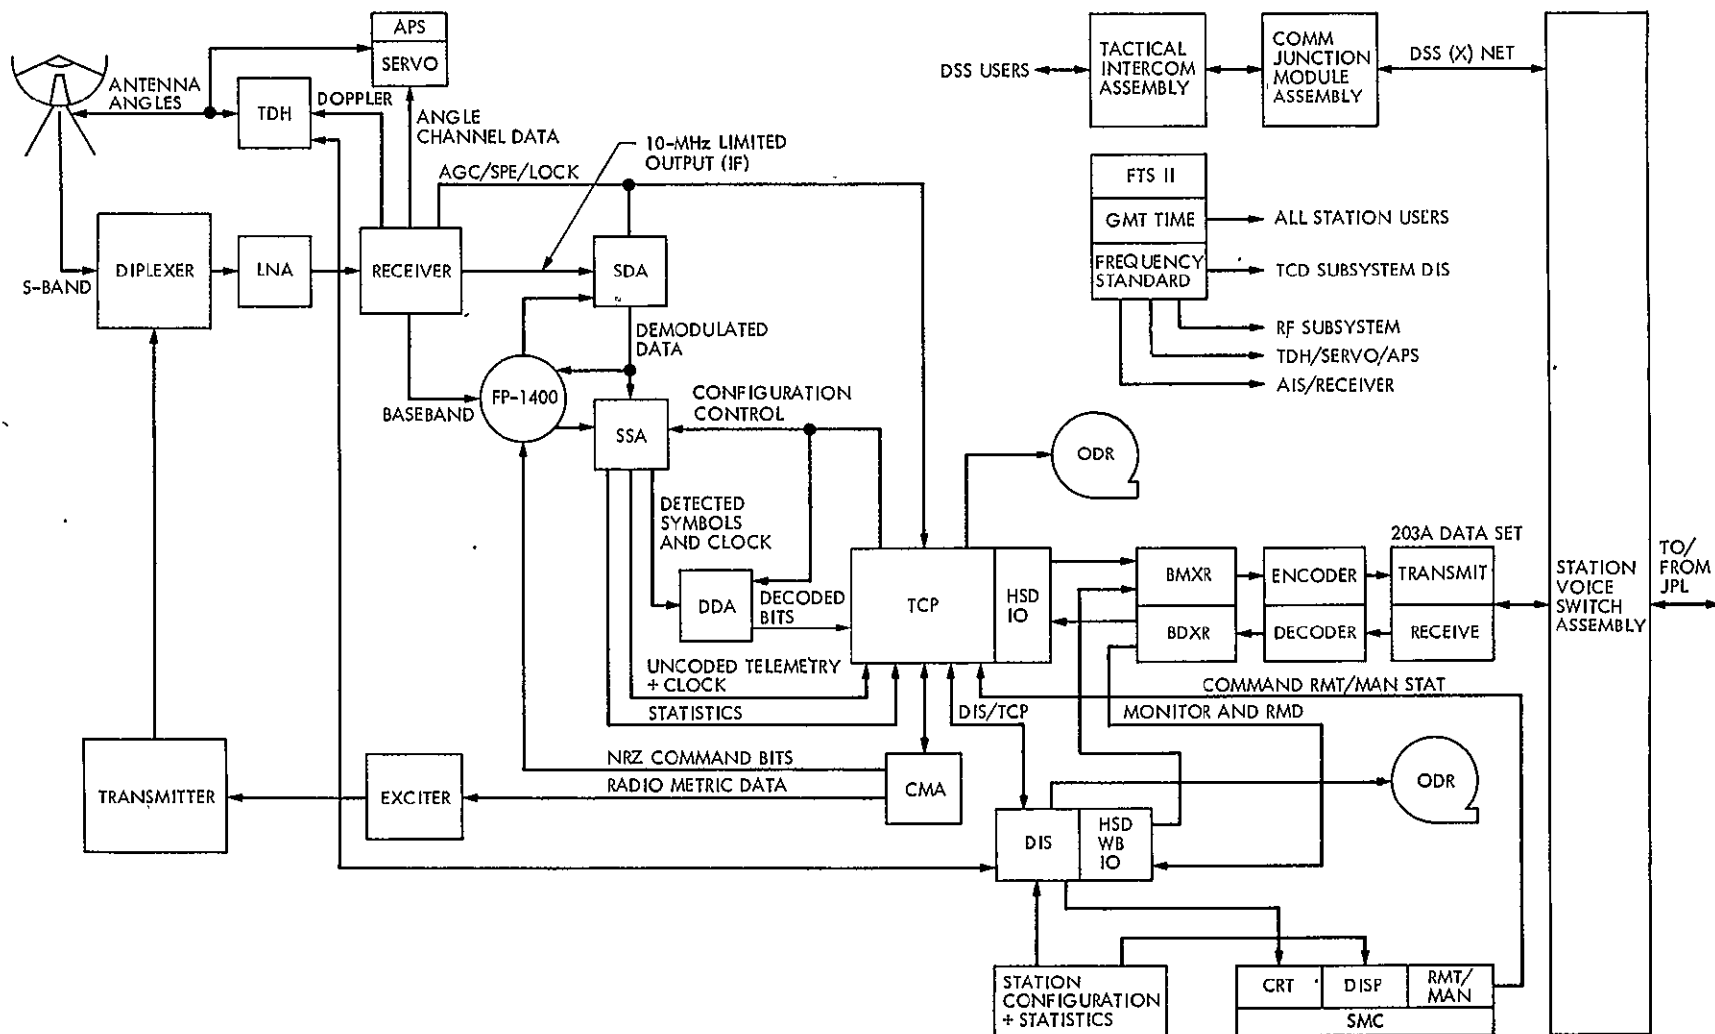 APS
SERVO
ANTENNA
ANGLES
TDH
DOPPLER
ANGLE
CHANNEL DATA
10-MHz LIMITED
OUTPUT (IF)
AGC/SPE/LOCK
S-BAND
DIPLEXER
LNA
RECEIVER
SDA
DEMODULATED
DATA
BASEBAND
FP-1400
CONFIGURATION
CONTROL
SSA
DETECTED
SYMBOLS
AND CLOCK
DDA
DECODED
BITS
TCP
HSD
IO
UNCODED TELEMETRY
+ CLOCK
STATISTICS
DIS/TCP
NRZ COMMAND BITS
RADIO METRIC DATA
CMA
TRANSMITTER
EXCITER
DSS USERS
TACTICAL
INTERCOM
ASSEMBLY
COMM
JUNCTION
MODULE
ASSEMBLY
DSS (X) NET
FTS II
GMT TIME
ALL STATION USERS
FREQUENCY
STANDARD
TCD SUBSYSTEM DIS
RF SUBSYSTEM
TDH/SERVO/APS
AIS/RECEIVER
ODR
203A DATA SET
BMXR
ENCODER
TRANSMIT
BDXR
DECODER
RECEIVE
STATION
VOICE
SWITCH
ASSEMBLY
TO/
FROM
JPL
COMMAND RMT/MAN STAT
MONITOR AND RMD
ODR
DIS
HSD
WB
IO
STATION
CONFIGURATION
+ STATISTICS
CRT
DISP
RMT/
MAN
SMC